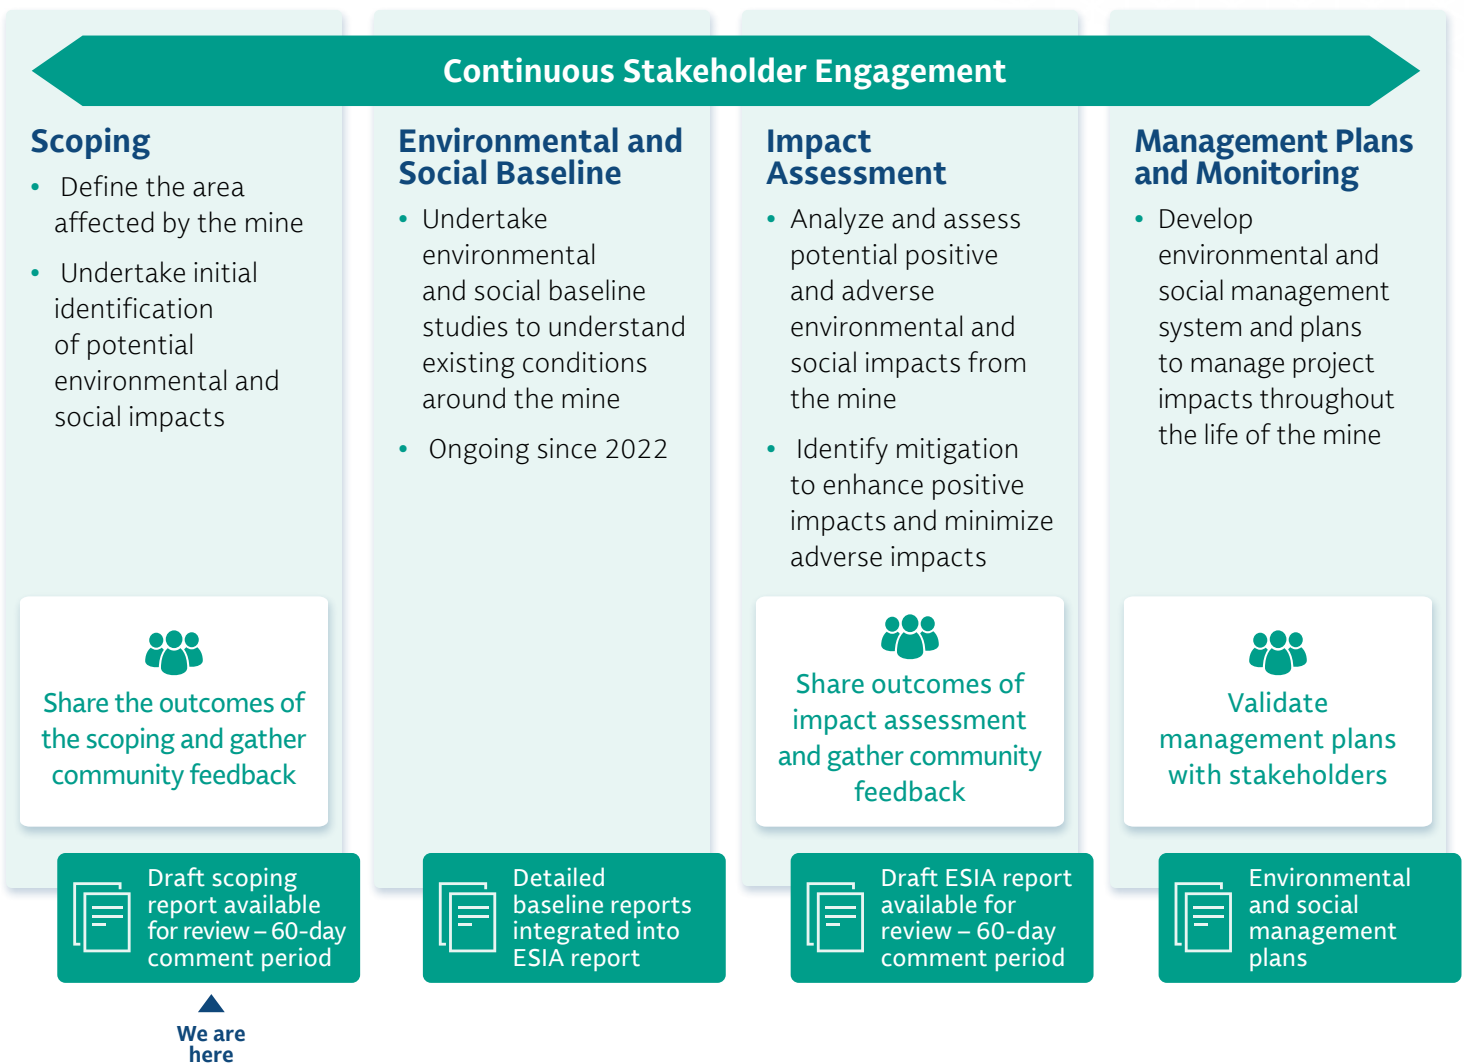 Continuous Stakeholder Engagement
Scoping
• Define the area
affected by the mine
• Undertake initial
identification
of potential
environmental and
social impacts
Share the outcomes of
the scoping and gather
community feedback
Draft scoping
report available
for review – 60-day
comment period
We are
here
Environmental and
Social Baseline
• Undertake
environmental
and social baseline
studies to understand
existing conditions
around the mine
• Ongoing since 2022
Detailed
baseline reports
integrated into
ESIA report
Impact
Assessment
• Analyze and assess
potential positive
and adverse
environmental and
social impacts from
the mine
• Identify mitigation
to enhance positive
impacts and minimize
adverse impacts
Share outcomes of
impact assessment
and gather community
feedback
Draft ESIA report
available for
review – 60-day
comment period
Management Plans
and Monitoring
• Develop
environmental and
social management
system and plans
to manage project
impacts throughout
the life of the mine
Validate
management plans
with stakeholders
Environmental
and social
management
plans